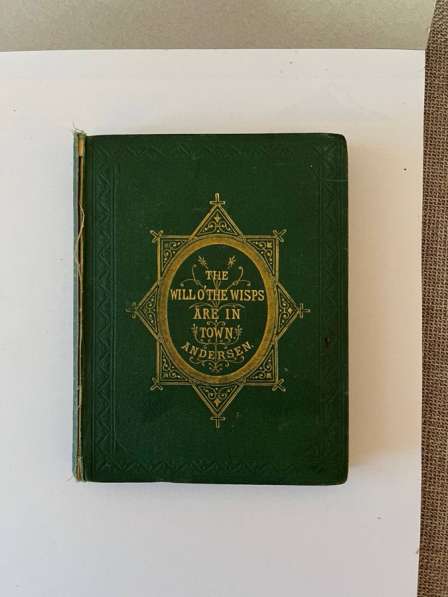 THE
WILL O'THE WISPS
ARE IN
TOWN
ANDERSEN.